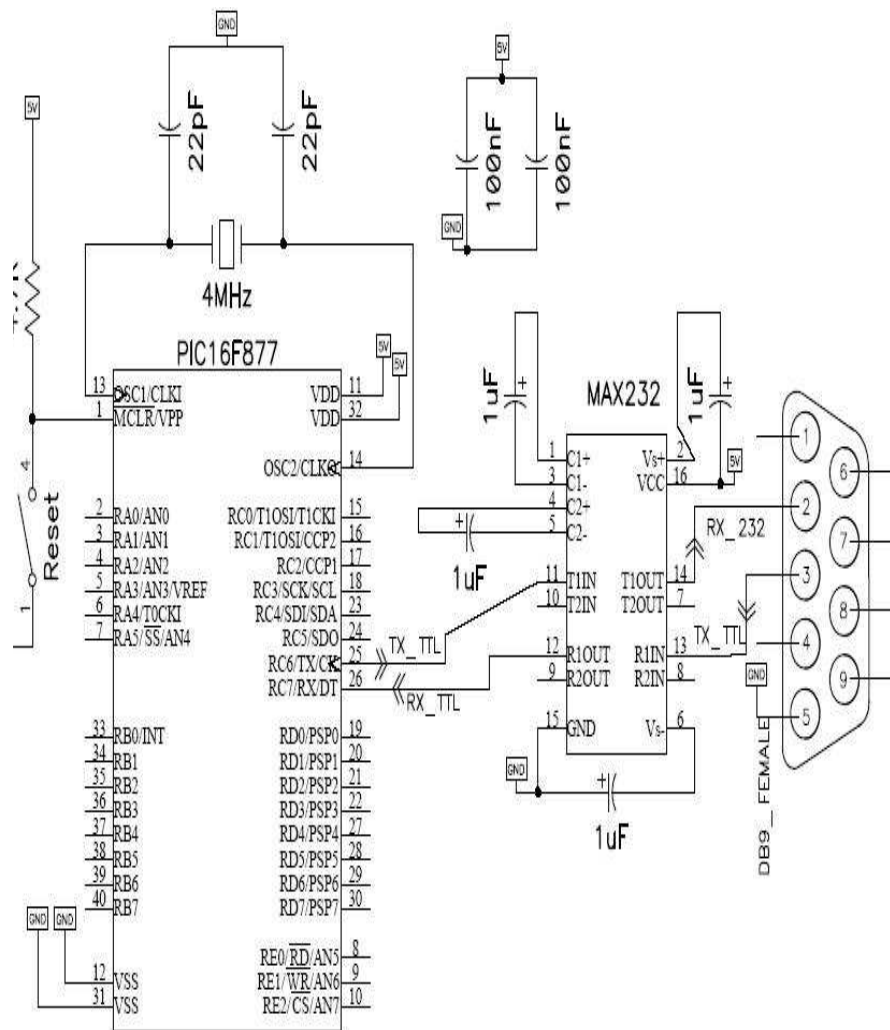 GND
5V
22pF
22pF
4MHz
5V
100nF
100nF
GND
PIC16F877
5V
5V
13 OSC1/CLKI
1 MCLR/VPP
VDD 11
VDD 32
OSC2/CLKO 14
4
Reset
1
2 RA0/AN0
3 RA1/AN1
4 RA2/AN2
5 RA3/AN3/VREF
6 RA4/T0CKI
7 RA5/SS/AN4
RC0/T1OSI/T1CKI 15
RC1/T1OSI/CCP2 16
RC2/CCP1 17
RC3/SCK/SCL 18
RC4/SDI/SDA 23
RC5/SDO 24
RC6/TX/CK 25
RC7/RX/DT 26
TX_TTL
RX_TTL
33 RB0/INT
34 RB1
35 RB2
36 RB3
37 RB4
38 RB5
39 RB6
40 RB7
RD0/PSP0 19
RD1/PSP1 20
RD2/PSP2 21
RD3/PSP3 22
RD4/PSP4 27
RD5/PSP5 28
RD6/PSP6 29
RD7/PSP7 30
GND
GND
12 VSS
31 VSS
RE0/RD/AN5 8
RE1/WR/AN6 9
RE2/CS/AN7 10
1uF +
MAX232
1uF +
5V
1 C1+
3 C1-
4 C2+
5 C2-
+
1uF
Vs+ 2
VCC 16
11 T1IN
10 T2IN
T1OUT 14
T2OUT 7
12 R1OUT
9 R2OUT
R1IN 13
R2IN 8
15 GND
Vs- 6
GND
+
1uF
RX_232
TX_TTL
GND
DB9_FEMALE
1
2
3
4
5
6
7
8
9